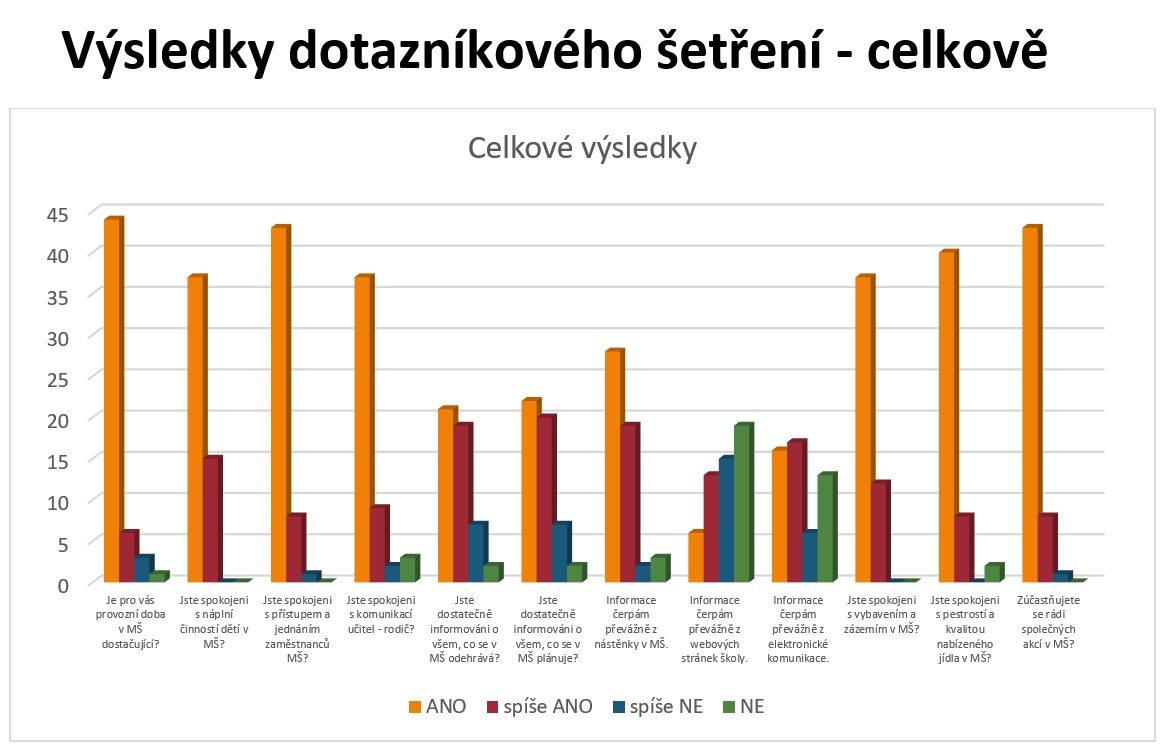 Výsledky dotazníkového šetření - celkově
Celkové výsledky
45
40
35
30
25
20
15
10
5
0
Je pro vás
provozní doba
v MŠ
dostačující?
Jste spokojeni
s náplní
činností dětí v
MŠ?
Jste spokojeni
s přístupem a
jednáním
zaměstnanců
MŠ?
Jste spokojeni
s komunikací
učitel - rodič?
Jste
dostatečně
informováni o
všem, co se v
MŠ odehrává?
Jste
dostatečně
informováni o
všem, co se v
MŠ plánuje?
Informace
čerpám
převážně z
nástěnky v MŠ.
Informace
čerpám
převážně z
webových
stránek školy.
Informace
čerpám
převážně z
elektronické
komunikace.
Jste spokojeni
s vybavením a
zázemím v MŠ?
Jste spokojeni
s pestrostí a
kvalitou
nabízeného
jídla v MŠ?
Zúčastňujete
se rádi
společných
akcí v MŠ?
ANO spíše ANO spíše NE NE